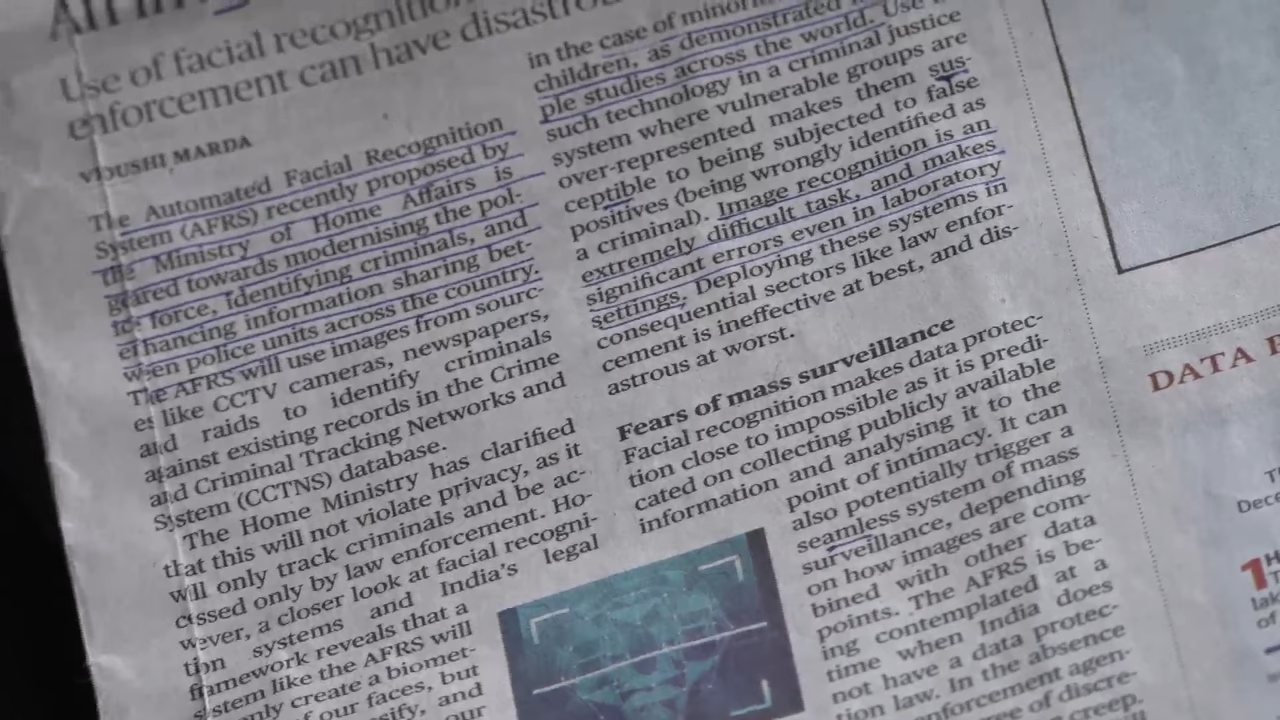 Use of facial recognition
enforcement can have disastrous
VIDUSHI MARDA
The Automated Facial Recognition
System (AFRS) recently proposed by
the Ministry of Home Affairs is
geared towards modernising the pol-
ice force, identifying criminals, and
enhancing information sharing bet-
ween police units across the country.
The AFRS will use images from sourc-
es like CCTV cameras, newspapers,
and raids to identify criminals
against existing records in the Crime
and Criminal Tracking Networks and
System (CCTNS) database.
The Home Ministry has clarified
that this will not violate privacy, as it
will only track criminals and be ac-
cessed only by law enforcement. Ho-
wever, a closer look at facial recogni-
tion systems and India's legal
framework reveals that a
system like the AFRS will
only create a biomet-
of our faces, but
our
in the case of
children, as demonstrated
ple studies across the world. Use
such technology in a criminal justice
system where vulnerable groups are
over-represented makes them sus-
ceptible to being subjected to false
positives (being wrongly identified as
a criminal). Image recognition is an
extremely difficult task, and makes
significant errors even in laboratory
settings. Deploying these systems in
consequential sectors like law enfor-
cement is ineffective at best, and dis-
astrous at worst.
Fears of mass surveillance
Facial recognition makes data protec-
tion close to impossible as it is predi-
cated on collecting publicly available
information and analysing it to the
point of intimacy. It can
also potentially trigger a
seamless system of mass
surveillance, depending
on how images are com-
bined with other data
points. The AFRS is be-
ing contemplated at a
time when India does
not have a data protec-
tion law. In the absence
enforcement agen-
of discre-
creep.
DATA
Dece
1
of